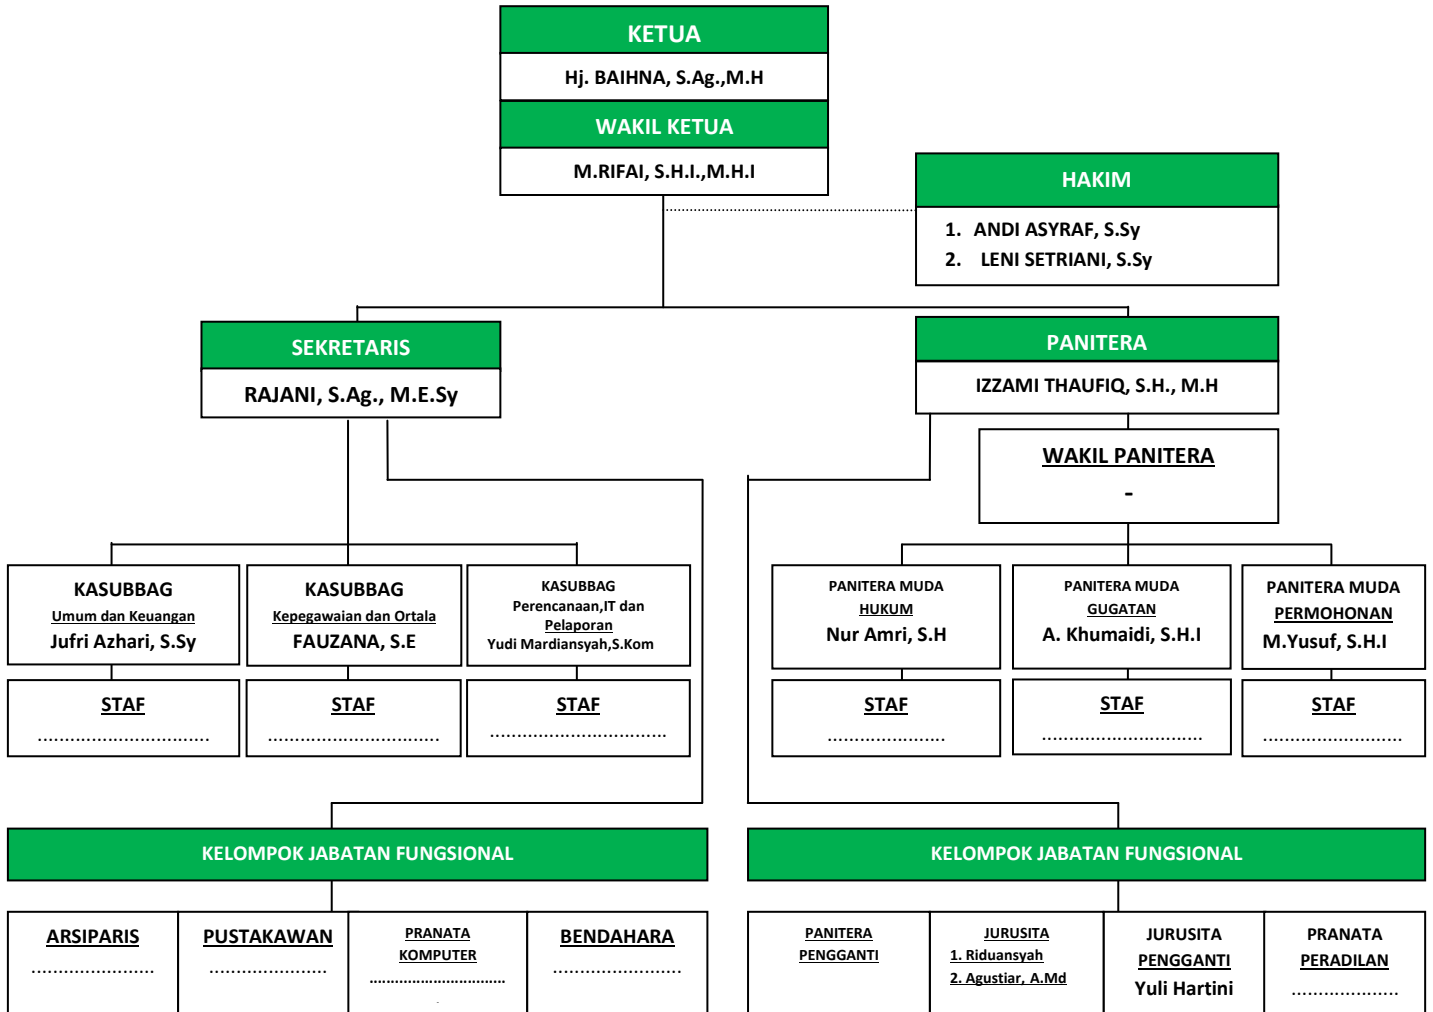 KETUA
Hj. BAIHNA, S.Ag.,M.H
WAKIL KETUA
M.RIFAI, S.H.I.,M.H.I
HAKIM
1. ANDI ASYRAF, S.Sy
2. LENI SETRIANI, S.Sy
SEKRETARIS
RAJANI, S.Ag., M.E.Sy
PANITERA
IZZAMI THAUFIQ, S.H., M.H
WAKIL PANITERA
-
KASUBBAG
Umum dan Keuangan
Jufri Azhari, S.Sy
KASUBBAG
Kepegawaian dan Ortala
FAUZANA, S.E
KASUBBAG
Perencanaan,IT dan
Pelaporan
Yudi Mardiansyah,S.Kom
PANITERA MUDA
HUKUM
Nur Amri, S.H
PANITERA MUDA
GUGATAN
A. Khumaidi, S.H.I
PANITERA MUDA
PERMOHONAN
M.Yusuf, S.H.I
STAF
................................
STAF
................................
STAF
................................
STAF
......................
STAF
..............................
STAF
..........................
KELOMPOK JABATAN FUNGSIONAL
KELOMPOK JABATAN FUNGSIONAL
ARSIPARIS
.......................
PUSTAKAWAN
......................
PRANATA
KOMPUTER
................................
.
BENDAHARA
........................
PANITERA
PENGGANTI
JURUSITA
1. Riduansyah
2. Agustiar, A.Md
JURUSITA
PENGGANTI
Yuli Hartini
PRANATA
PERADILAN
....................